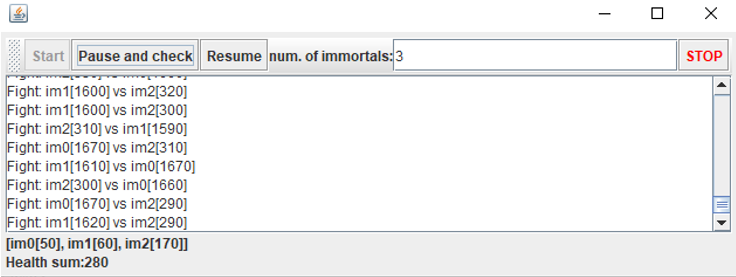 Start Pause and check Resume num. of immortals: 3 STOP
Fight: im1[1600] vs im2[320]
Fight: im1[1600] vs im2[300]
Fight: im2[310] vs im1[1590]
Fight: im0[1670] vs im2[310]
Fight: im1[1610] vs im0[1670]
Fight: im2[300] vs im0[1660]
Fight: im0[1670] vs im2[290]
Fight: im1[1620] vs im2[290]
[im0[50], im1[60], im2[170]]
Health sum:280